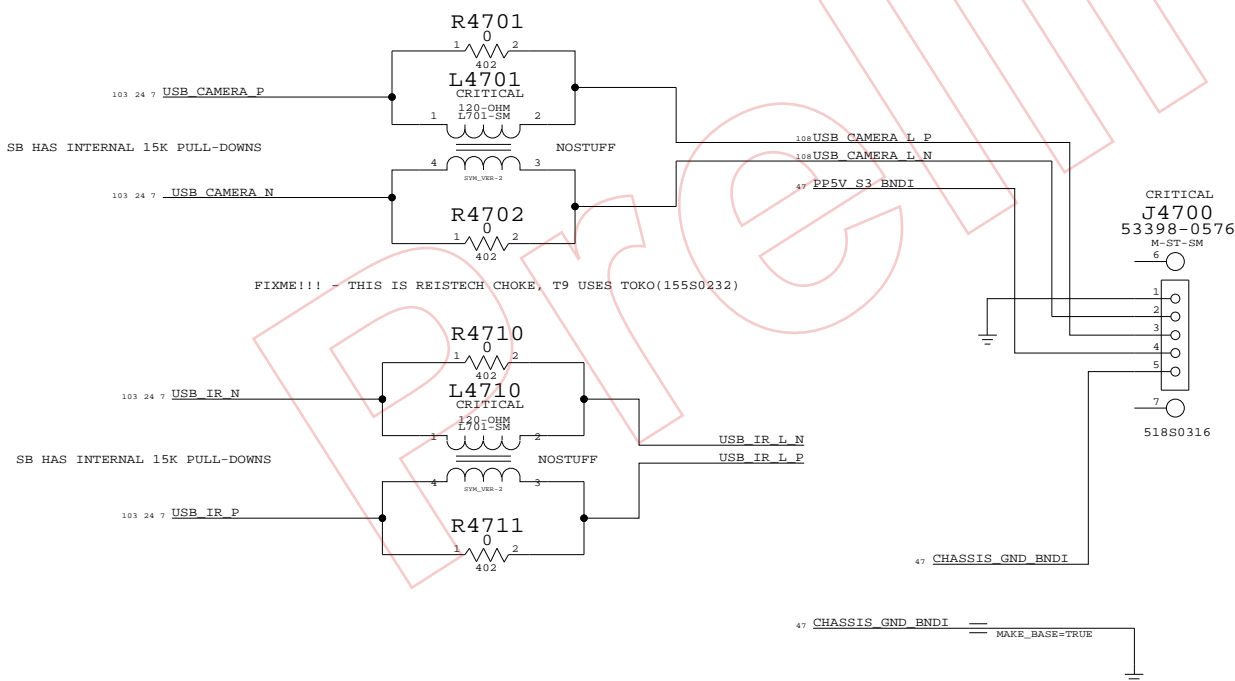 R4701
0
1 2
402
L4701
CRITICAL
120-OHM
L701-SM
1 2
103 24 7 USB_CAMERA_P
SB HAS INTERNAL 15K PULL-DOWNS
NOSTUFF
4 3
SYM_VER-2
103 24 7 USB_CAMERA_N
R4702
0
1 2
402
108 USB_CAMERA_L_P
108 USB_CAMERA_L_N
47 PP5V_S3_BNDI
CRITICAL
J4700
53398-0576
M-ST-SM
6
1
2
3
4
5
7
518S0316
FIXME!!! - THIS IS REISTECH CHOKE, T9 USES TOKO(155S0232)
R4710
0
1 2
402
L4710
CRITICAL
120-OHM
L701-SM
1 2
103 24 7 USB_IR_N
USB_IR_L_N
SB HAS INTERNAL 15K PULL-DOWNS
NOSTUFF
USB_IR_L_P
4 3
SYM_VER-2
103 24 7 USB_IR_P
R4711
0
1 2
402
47 CHASSIS_GND_BNDI
47 CHASSIS_GND_BNDI
MAKE_BASE=TRUE
Prelim